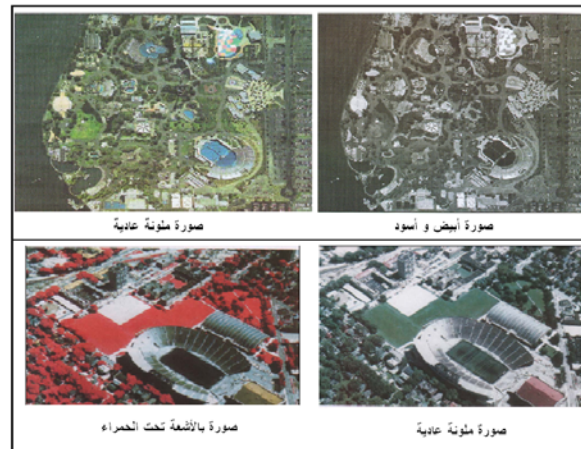 صورة أبيض و أسود
صورة ملونة عادية
صورة ملونة عادية
صورة بالأشعة تحت الحمراء